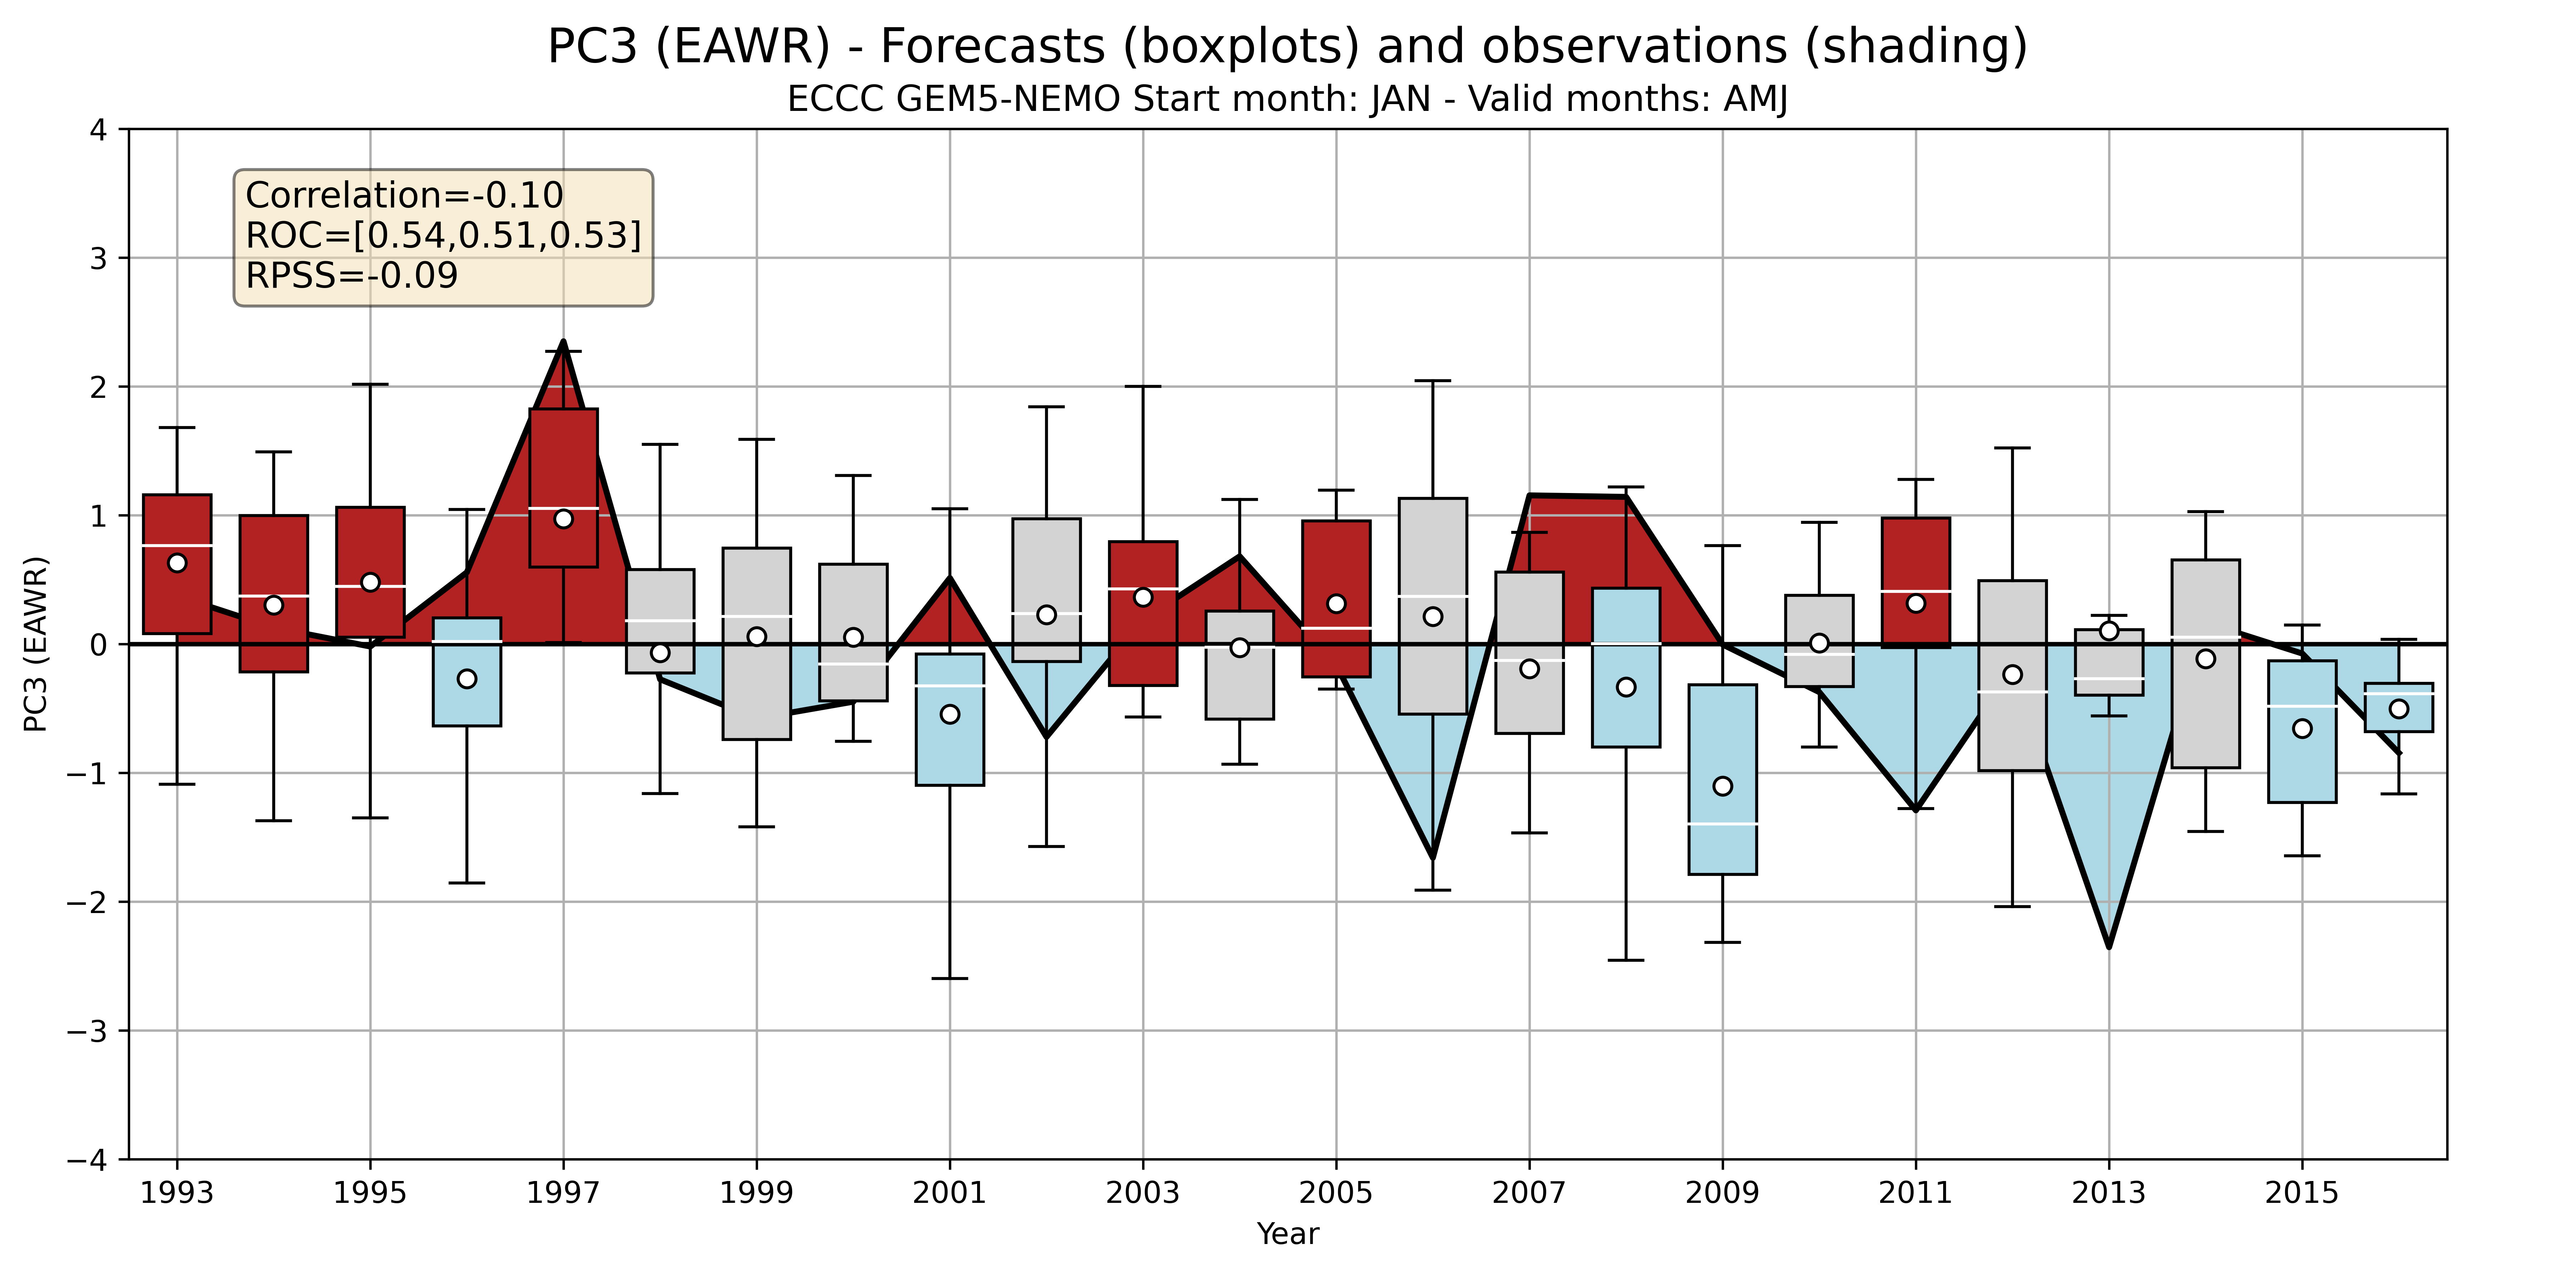 PC3 (EAWR) - Forecasts (boxplots) and observations (shading)
ECCC GEM5-NEMO Start month: JAN - Valid months: AMJ
Correlation=-0.10
ROC=[0.54,0.51,0.53]
RPSS=-0.09
PC3 (EAWR)
4
3
2
1
0
−1
−2
−3
−4
1993 1995 1997 1999 2001 2003 2005 2007 2009 2011 2013 2015
Year